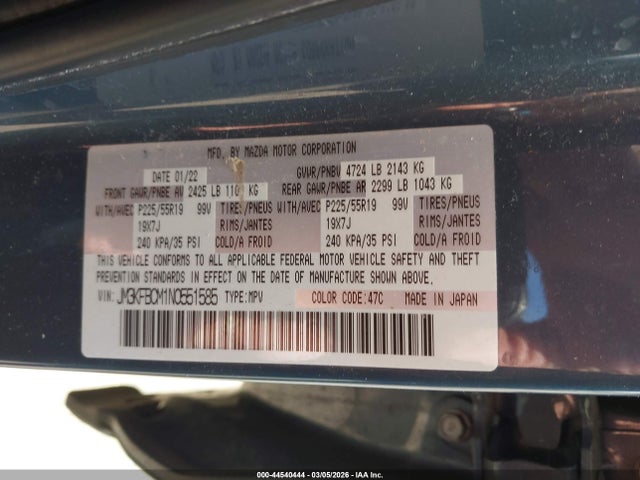 MFD. BY MAZDA MOTOR CORPORATION
DATE 01/22 GVWR/PNBV 4724 LB 2143 KG
FRONT GAWR/PNBE AV 2425 LB 1100 KG REAR GAWR/PNBE AR 2299 LB 1043 KG
WITH/AVEC P225/55R19 99V TIRES/PNEUS WITH/AVEC P225/55R19 99V TIRES/PNEUS
19X7J RIMS/JANTES 19X7J RIMS/JANTES
240 KPA/35 PSI COLD/A FROID 240 KPA/35 PSI COLD/A FROID
THIS VEHICLE CONFORMS TO ALL APPLICABLE FEDERAL MOTOR VEHICLE SAFETY AND THEFT
PREVENTION STANDARDS IN EFFECT ON THE DATE OF MANUFACTURE SHOWN ABOVE.
VIN: JM3KFBCM1N0551585 TYPE: MPV COLOR CODE:47C MADE IN JAPAN
000-44540444 - 03/05/2026 - IAA Inc.